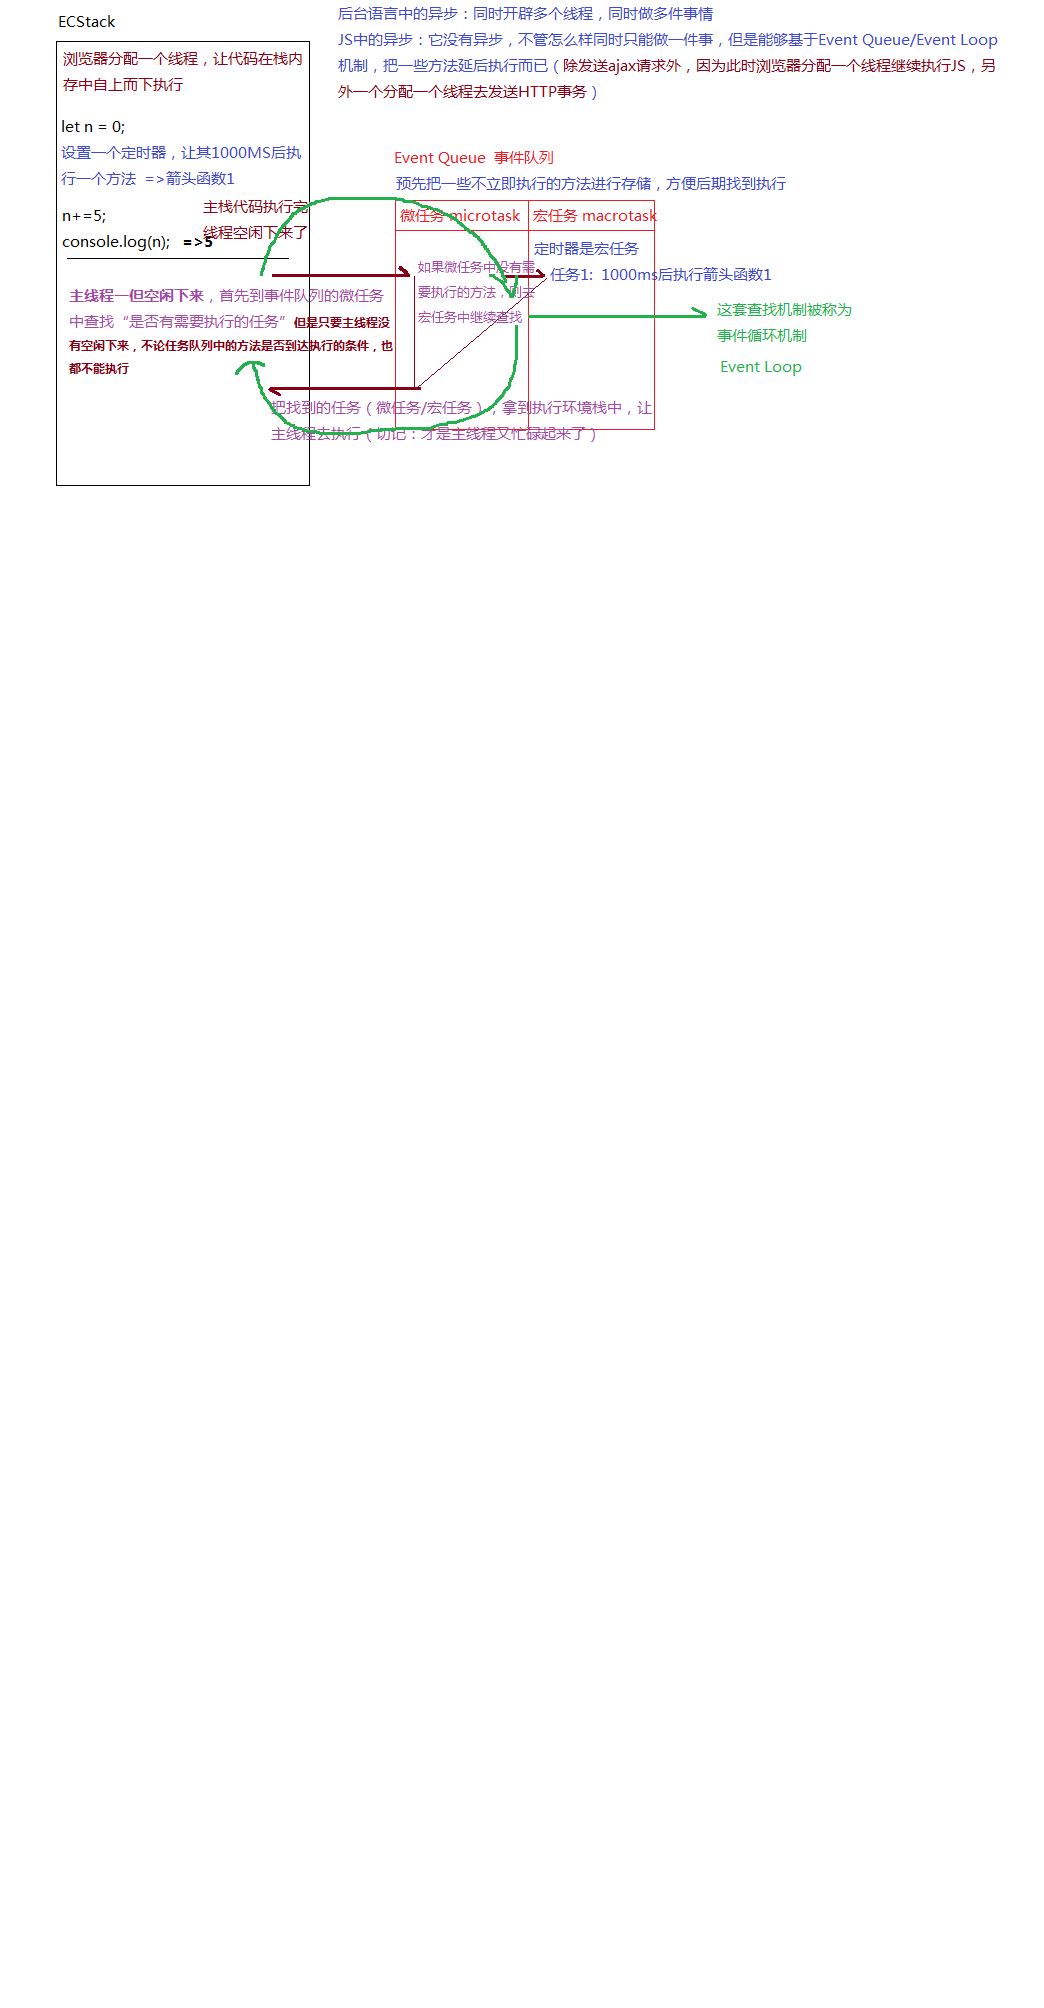 后台语言中的异步：同时开辟多个线程，同时做多件事情
JS中的异步：它没有异步，不管怎么样同时只能做一件事，但是能够基于Event Queue/Event Loop
机制，把一些方法延后执行而已（除发送ajax请求外，因为此时浏览器分配一个线程继续执行JS，另
外一个分配一个线程去发送HTTP事务）
ECStack
浏览器分配一个线程，让代码在栈内
存中自上而下执行
let n = 0;
设置一个定时器，让其1000MS后执
行一个方法 =>箭头函数1
n+=5;
console.log(n); =>5
主栈代码执行完
线程空闲下来了
主线程一但空闲下来，首先到事件队列的微任务
中查找“是否有需要执行的任务”但是只要主线程没
有空闲下来，不论任务队列中的方法是否到达执行的条件，也
都不能执行
Event Queue 事件队列
预先把一些不立即执行的方法进行存储，方便后期找到执行
微任务 microtask
宏任务 macrotask
如果微任务中没有需
要执行的方法，则去
宏任务中继续查找
定时器是宏任务
任务1: 1000ms后执行箭头函数1
这套查找机制被称为
事件循环机制
Event Loop
把找到的任务（微任务/宏任务），拿到执行环境栈中，让
主线程去执行（切记：才是主线程又忙碌起来了）